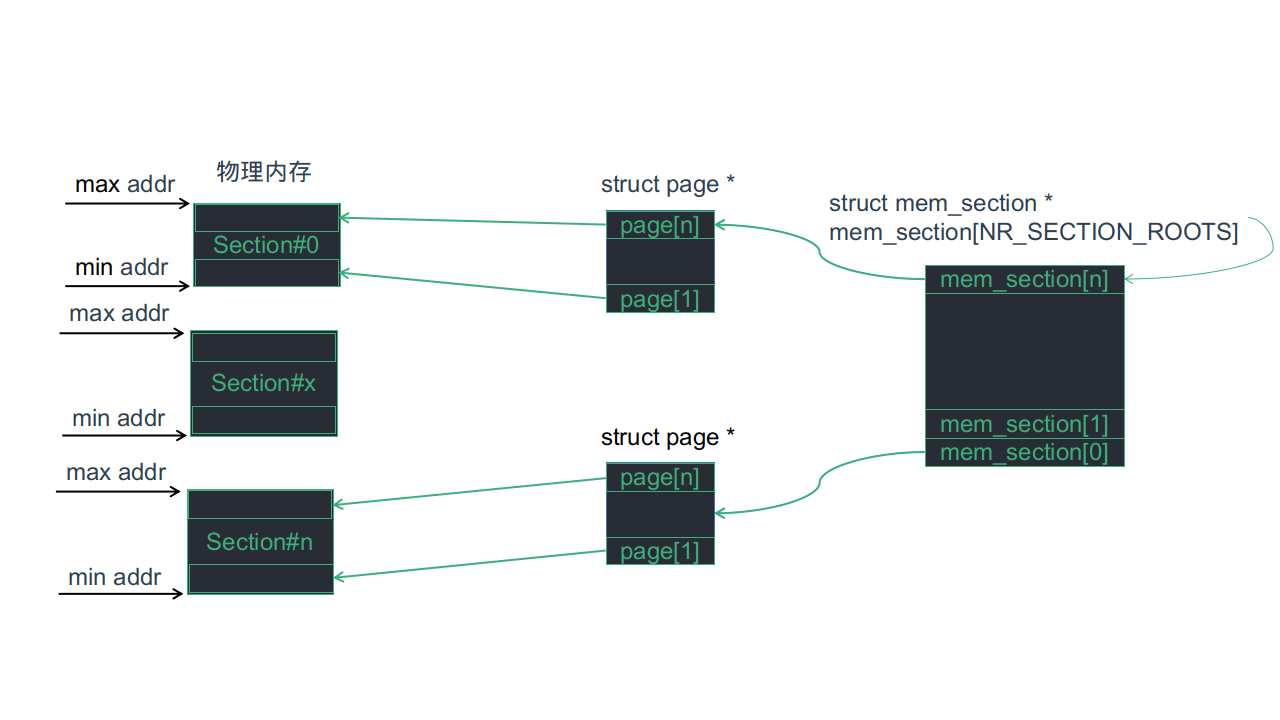 物理内存
max addr
Section#0
min addr
max addr
Section#x
min addr
max addr
Section#n
min addr
struct page *
page[n]
page[1]
struct page *
page[n]
page[1]
struct mem_section *
mem_section[NR_SECTION_ROOTS]
mem_section[n]
mem_section[1]
mem_section[0]